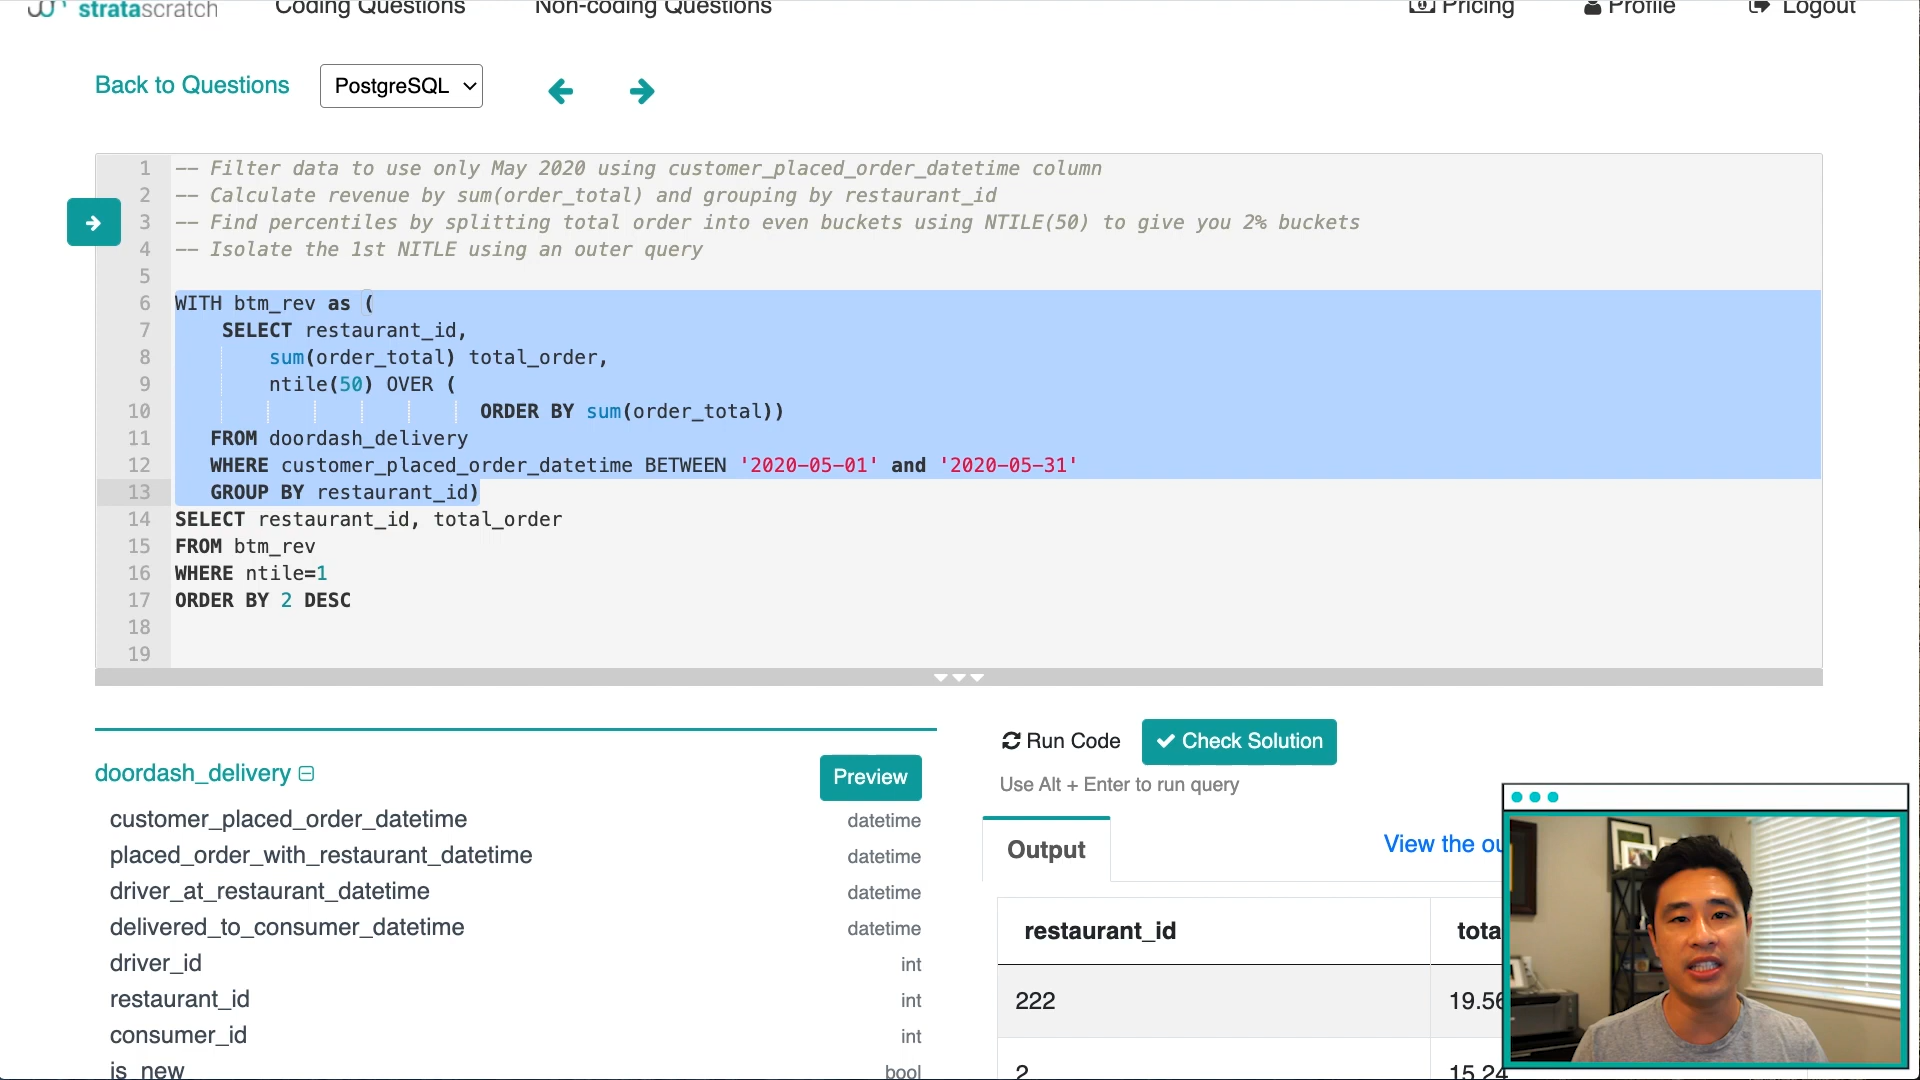 stratascratch Coding Questions Non-coding Questions Pricing Profile Logout
Back to Questions PostgreSQL
1 -- Filter data to use only May 2020 using customer_placed_order_datetime column
2 -- Calculate revenue by sum(order_total) and grouping by restaurant_id
3 -- Find percentiles by splitting total order into even buckets using NTILE(50) to give you 2% buckets
4 -- Isolate the 1st NITLE using an outer query
5
6 WITH btm_rev as (
7 SELECT restaurant_id,
8 sum(order_total) total_order,
9 ntile(50) OVER (
10 ORDER BY sum(order_total))
11 FROM doordash_delivery
12 WHERE customer_placed_order_datetime BETWEEN '2020-05-01' and '2020-05-31'
13 GROUP BY restaurant_id)
14 SELECT restaurant_id, total_order
15 FROM btm_rev
16 WHERE ntile=1
17 ORDER BY 2 DESC
18
19
doordash_delivery Preview
customer_placed_order_datetime datetime
placed_order_with_restaurant_datetime datetime
driver_at_restaurant_datetime datetime
delivered_to_consumer_datetime datetime
driver_id int
restaurant_id int
consumer_id int
is_new bool
Run Code Check Solution
Use Alt + Enter to run query
Output View the
restaurant_id
222 19.56
2 15.24